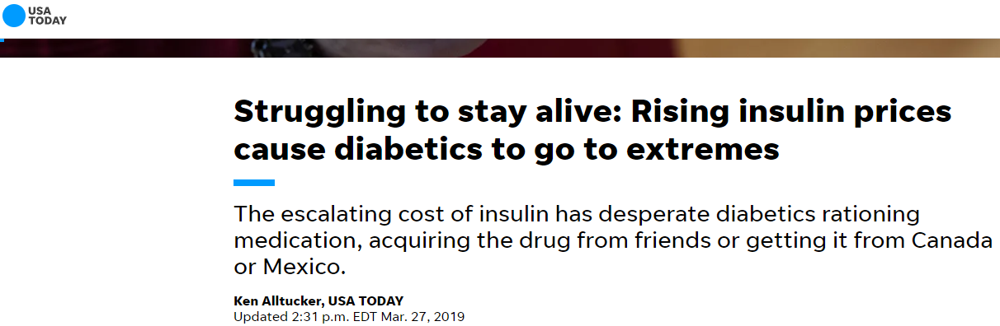 USA
TODAY
Struggling to stay alive: Rising insulin prices
cause diabetics to go to extremes
The escalating cost of insulin has desperate diabetics rationing
medication, acquiring the drug from friends or getting it from Canada
or Mexico.
Ken Alltucker, USA TODAY
Updated 2:31 p.m. EDT Mar. 27, 2019